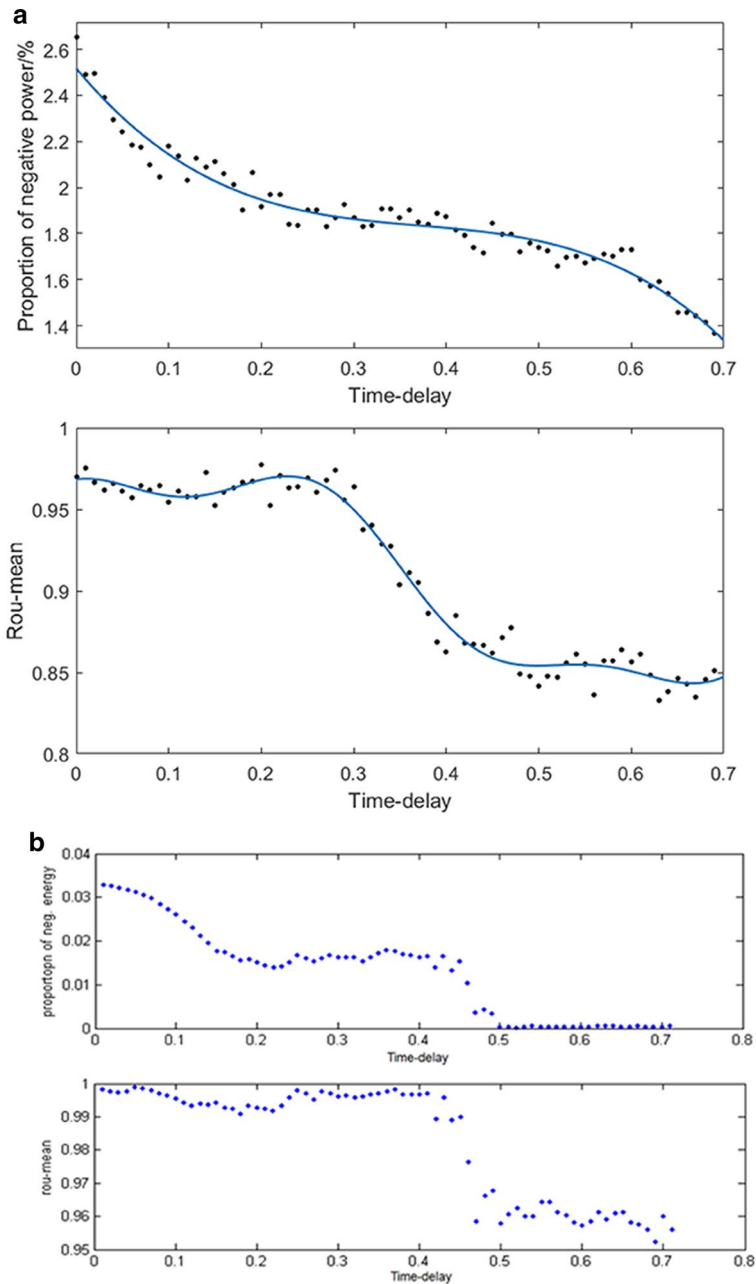 a
Proportion of negative power/%
2.6
2.4
2.2
2
1.8
1.6
1.4
0 0.1 0.2 0.3 0.4 0.5 0.6 0.7
Time-delay
Rou-mean
1
0.95
0.9
0.85
0.8
0 0.1 0.2 0.3 0.4 0.5 0.6 0.7
Time-delay
b
proportopn of neg. energy
0.04
0.03
0.02
0.01
0
0 0.1 0.2 0.3 0.4 0.5 0.6 0.7 0.8
Time-delay
rou-mean
1
0.99
0.98
0.97
0.96
0.95
0 0.1 0.2 0.3 0.4 0.5 0.6 0.7 0.8
Time-delay